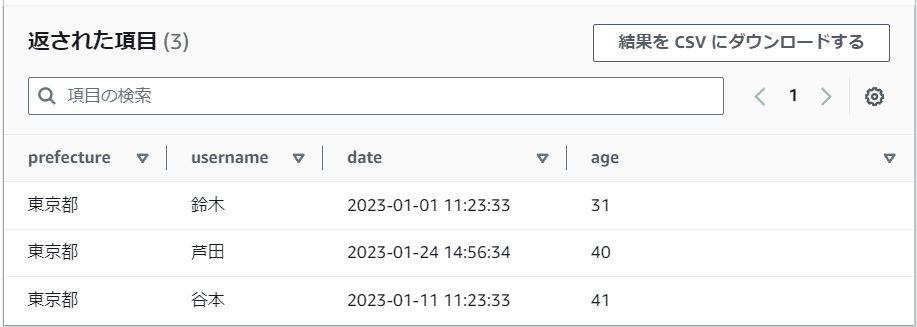 返された項目 (3) 結果を CSV にダウンロードする
項目の検索 1
prefecture username date age
東京都 鈴木 2023-01-01 11:23:33 31
東京都 芦田 2023-01-24 14:56:34 40
東京都 谷本 2023-01-11 11:23:33 41